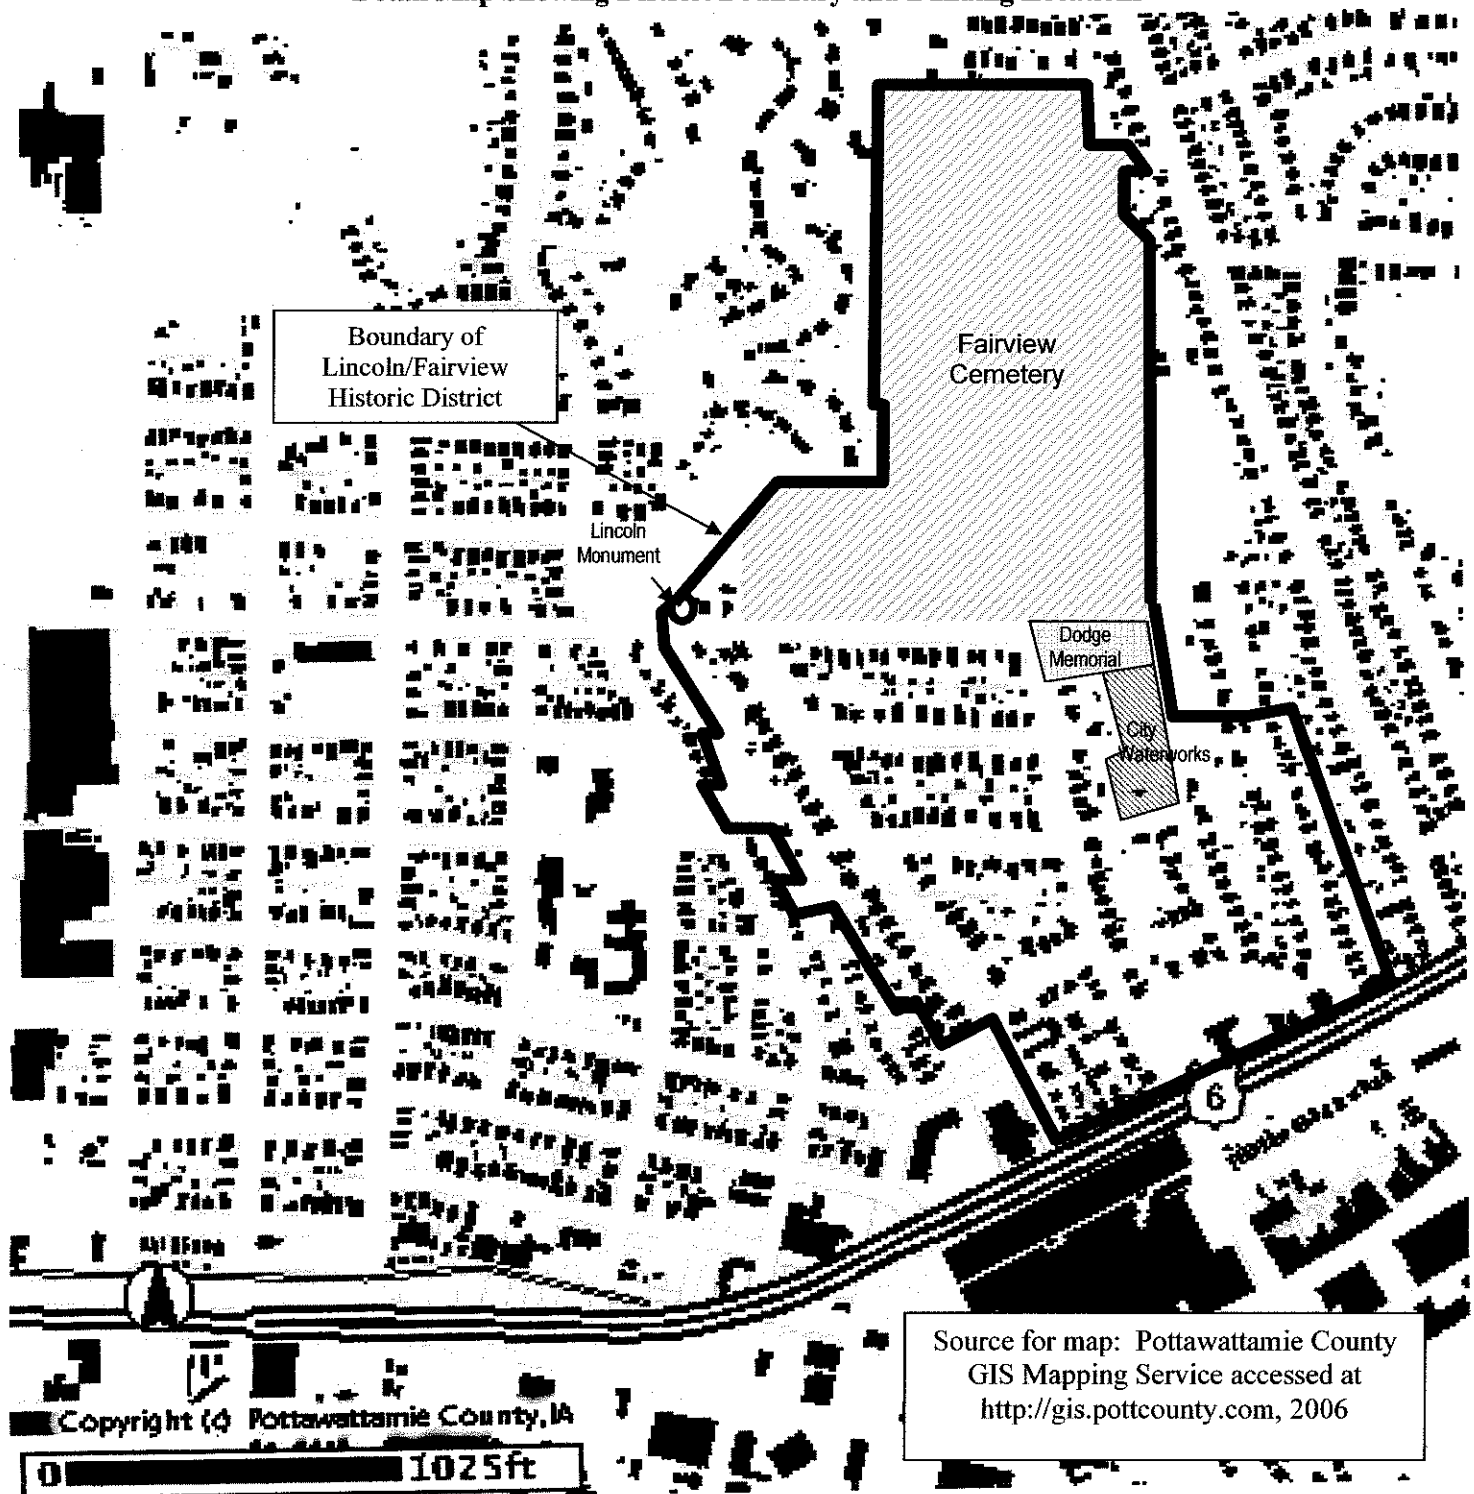 Boundary of
Lincoln/Fairview
Historic District
Fairview
Cemetery
Lincoln
Monument
Dodge
Memorial
City
Waterworks
6
Source for map: Pottawattamie County
GIS Mapping Service accessed at
http://gis.pottcounty.com, 2006
Copyright (c) Pottawattamie County, IA
0 1025ft